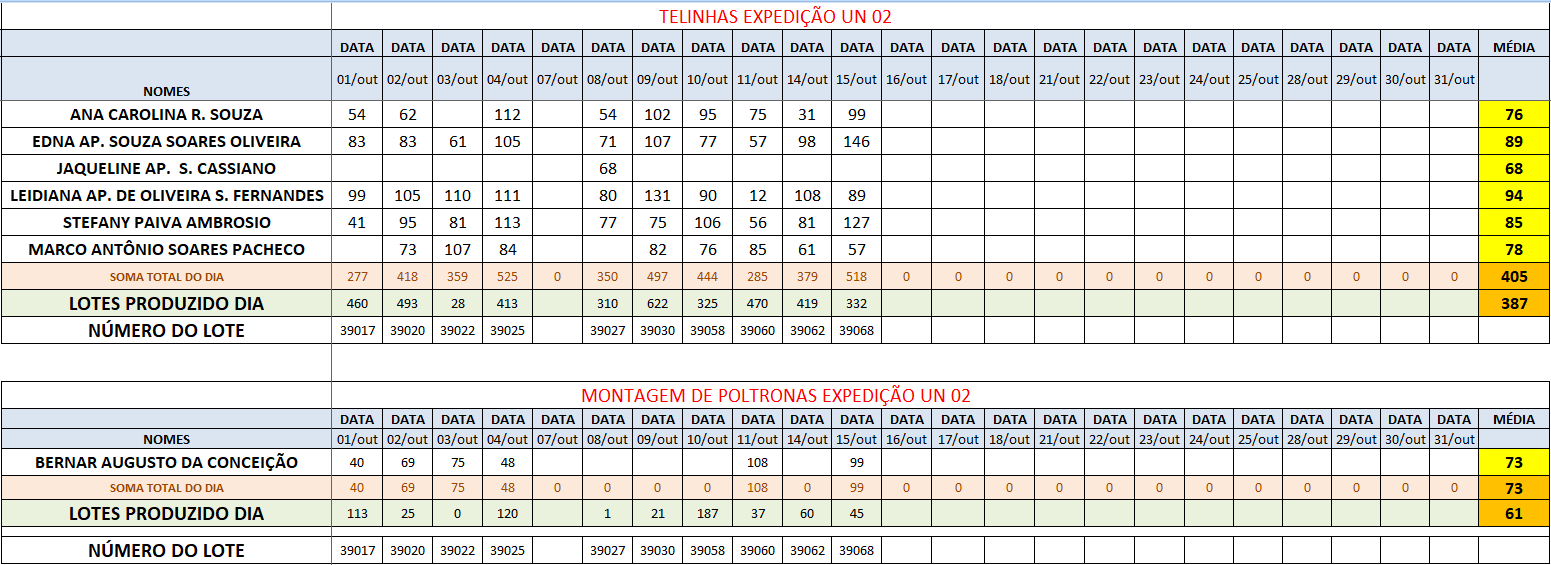 TELINHAS EXPEDIÇÃO UN 02
DATA DATA DATA DATA DATA DATA DATA DATA DATA DATA DATA DATA DATA DATA DATA DATA DATA DATA DATA DATA DATA DATA DATA MÉDIA
NOMES 01/out 02/out 03/out 04/out 07/out 08/out 09/out 10/out 11/out 14/out 15/out 16/out 17/out 18/out 21/out 22/out 23/out 24/out 25/out 28/out 29/out 30/out 31/out
ANA CAROLINA R. SOUZA 54 62 112 54 102 95 75 31 99 76
EDNA AP. SOUZA SOARES OLIVEIRA 83 83 61 105 71 107 77 57 98 146 89
JAQUELINE AP. S. CASSIANO 68 68
LEIDIANA AP. DE OLIVEIRA S. FERNANDES 99 105 110 111 80 131 90 12 108 89 94
STEFANY PAIVA AMBROSIO 41 95 81 113 77 75 106 56 81 127 85
MARCO ANTÔNIO SOARES PACHECO 73 107 84 82 76 85 61 57 78
SOMA TOTAL DO DIA 277 418 359 525 0 350 497 444 285 379 518 0 0 0 0 0 0 0 0 0 0 0 0 405
LOTES PRODUZIDO DIA 460 493 28 413 310 622 325 470 419 332 387
NÚMERO DO LOTE 39017 39020 39022 39025 39027 39030 39058 39060 39062 39068
MONTAGEM DE POLTRONAS EXPEDIÇÃO UN 02
DATA DATA DATA DATA DATA DATA DATA DATA DATA DATA DATA DATA DATA DATA DATA DATA DATA DATA DATA DATA DATA DATA DATA MÉDIA
NOMES 01/out 02/out 03/out 04/out 07/out 08/out 09/out 10/out 11/out 14/out 15/out 16/out 17/out 18/out 21/out 22/out 23/out 24/out 25/out 28/out 29/out 30/out 31/out
BERNAR AUGUSTO DA CONCEIÇÃO 40 69 75 48 108 99 73
SOMA TOTAL DO DIA 40 69 75 48 0 0 0 0 108 0 99 0 0 0 0 0 0 0 0 0 0 0 0 73
LOTES PRODUZIDO DIA 113 25 0 120 1 21 187 37 60 45 61
NÚMERO DO LOTE 39017 39020 39022 39025 39027 39030 39058 39060 39062 39068